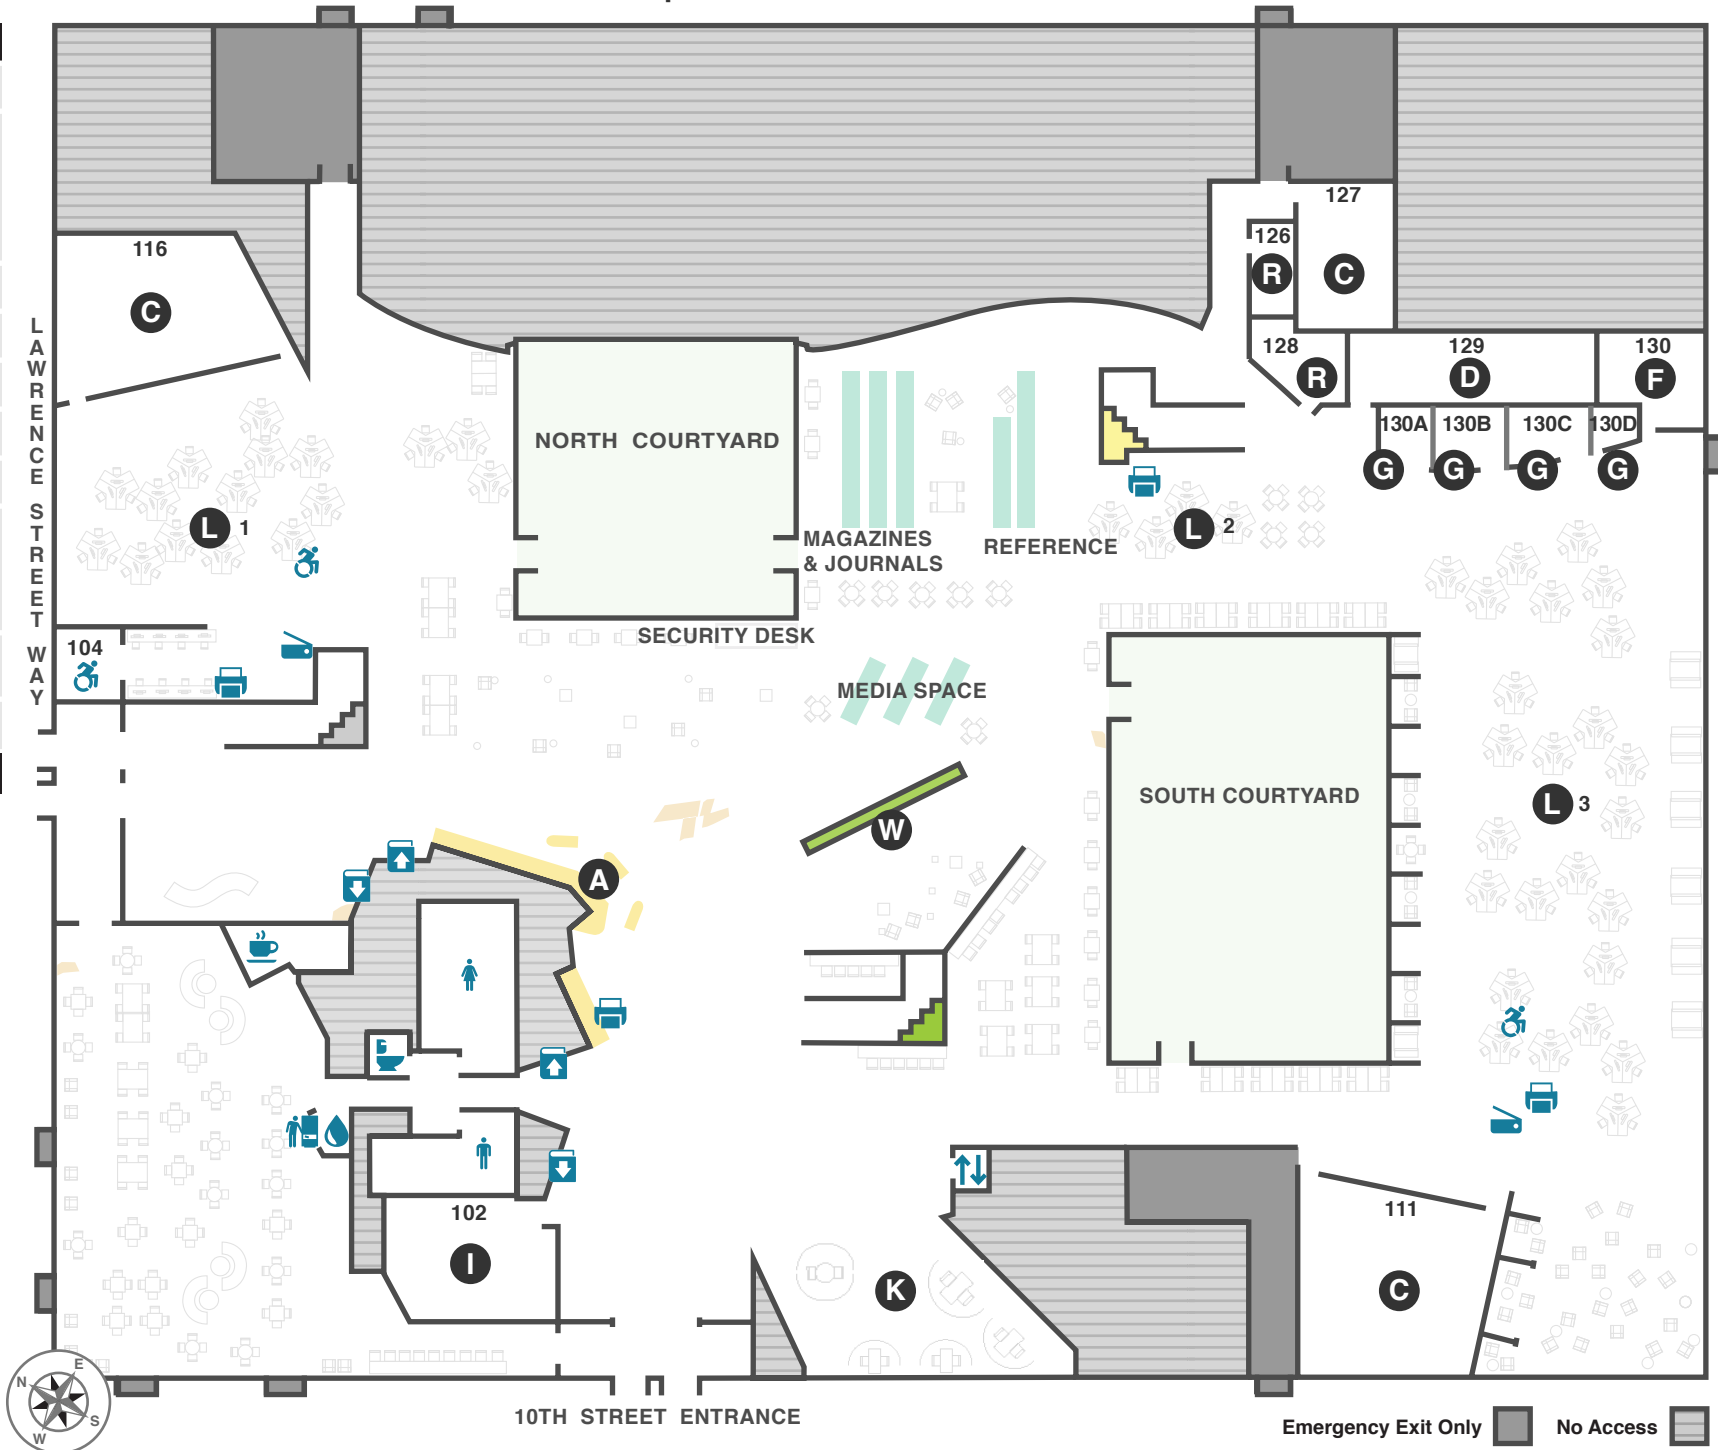 127
126
R
C
116
C
128
R
129
D
130
F
LAWRENCE STREET WAY
130A
130B
130C
130D
G
G
G
G
NORTH COURTYARD
L 1
L 2
MAGAZINES
& JOURNALS
REFERENCE
SECURITY DESK
104
MEDIA SPACE
SOUTH COURTYARD
L 3
W
A
102
I
K
111
C
N
E
S
W
10TH STREET ENTRANCE
Emergency Exit Only
No Access